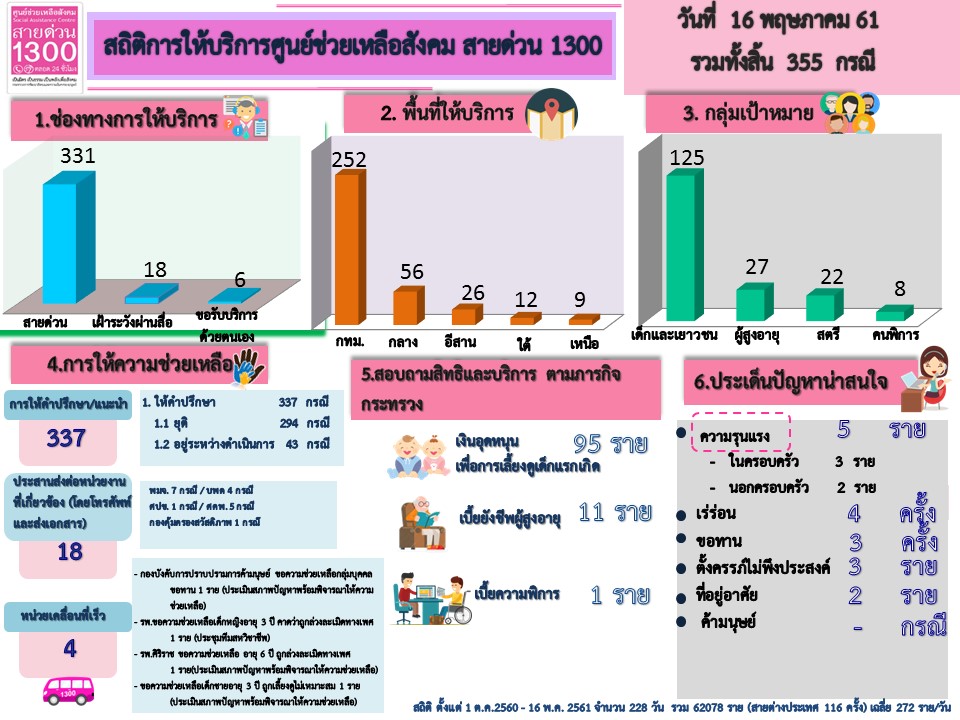 ศูนย์ช่วยเหลือสังคม
Social Assistance Centre
สายด่วน
1300
ตลอด 24 ชั่วโมง
สถิติการให้บริการศูนย์ช่วยเหลือสังคม สายด่วน 1300
วันที่ 16 พฤษภาคม 61
รวมทั้งสิ้น 355 กรณี
1.ช่องทางการให้บริการ
331
18
6
สายด่วน
เฝ้าระวังผ่านสื่อ
ขอรับบริการ
ด้วยตนเอง
2. พื้นที่ให้บริการ
252
56
26
12
9
กทม.
กลาง
อีสาน
ใต้
เหนือ
3. กลุ่มเป้าหมาย
125
27
22
8
เด็กและเยาวชน
ผู้สูงอายุ
สตรี
คนพิการ
4.การให้ความช่วยเหลือ
การให้คำปรึกษา/แนะนำ
337
1. ให้คำปรึกษา 337 กรณี
1.1 ยุติ 294 กรณี
1.2 อยู่ระหว่างดำเนินการ 43 กรณี
ประสานส่งต่อหน่วยงาน
ที่เกี่ยวข้อง (โดยโทรศัพท์
และส่งเอกสาร)
18
พมจ. 7 กรณี / บพด 4 กรณี
ศปช. 1 กรณี / สคพ. 5 กรณี
กองคุ้มครองสวัสดิภาพ 1 กรณี
หน่วยเคลื่อนที่เร็ว
4
1300
- กองบังคับการปราบปรามการค้ามนุษย์ ขอความช่วยเหลือกลุ่มบุคคล
ขอทาน 1 ราย (ประเมินสภาพปัญหาพร้อมพิจารณาให้ความ
ช่วยเหลือ)
- รพ.ขอความช่วยเหลือเด็กหญิงอายุ 3 ปี คาดว่าถูกล่วงละเมิดทางเพศ
1 ราย (ประชุมทีมสหวิชาชีพ)
- รพ.ศิริราช ขอความช่วยเหลือ อายุ 6 ปี ถูกล่วงละเมิดทางเพศ
1 ราย(ประเมินสภาพปัญหาพร้อมพิจารณาให้ความช่วยเหลือ)
- ขอความช่วยเหลือเด็กชายอายุ 3 ปี ถูกเลี้ยงดูไม่เหมาะสม 1 ราย
(ประเมินสภาพปัญหาพร้อมพิจารณาให้ความช่วยเหลือ)
5.สอบถามสิทธิและบริการ ตามภารกิจ
กระทรวง
เงินอุดหนุน 95 ราย
เพื่อการเลี้ยงดูเด็กแรกเกิด
เบี้ยยังชีพผู้สูงอายุ 11 ราย
เบี้ยความพิการ 1 ราย
6.ประเด็นปัญหาน่าสนใจ
ความรุนแรง 5 ราย
- ในครอบครัว 3 ราย
- นอกครอบครัว 2 ราย
เร่ร่อน 4 ครั้ง
ขอทาน 3 ครั้ง
ตั้งครรภ์ไม่พึงประสงค์ 3 ราย
ที่อยู่อาศัย 2 ราย
ค้ามนุษย์ - กรณี
สถิติ ตั้งแต่ 1 ต.ค.2560 - 16 พ.ค. 2561 จำนวน 228 วัน รวม 62078 ราย (สายต่างประเทศ 116 ครั้ง) เฉลี่ย 272 ราย/วัน